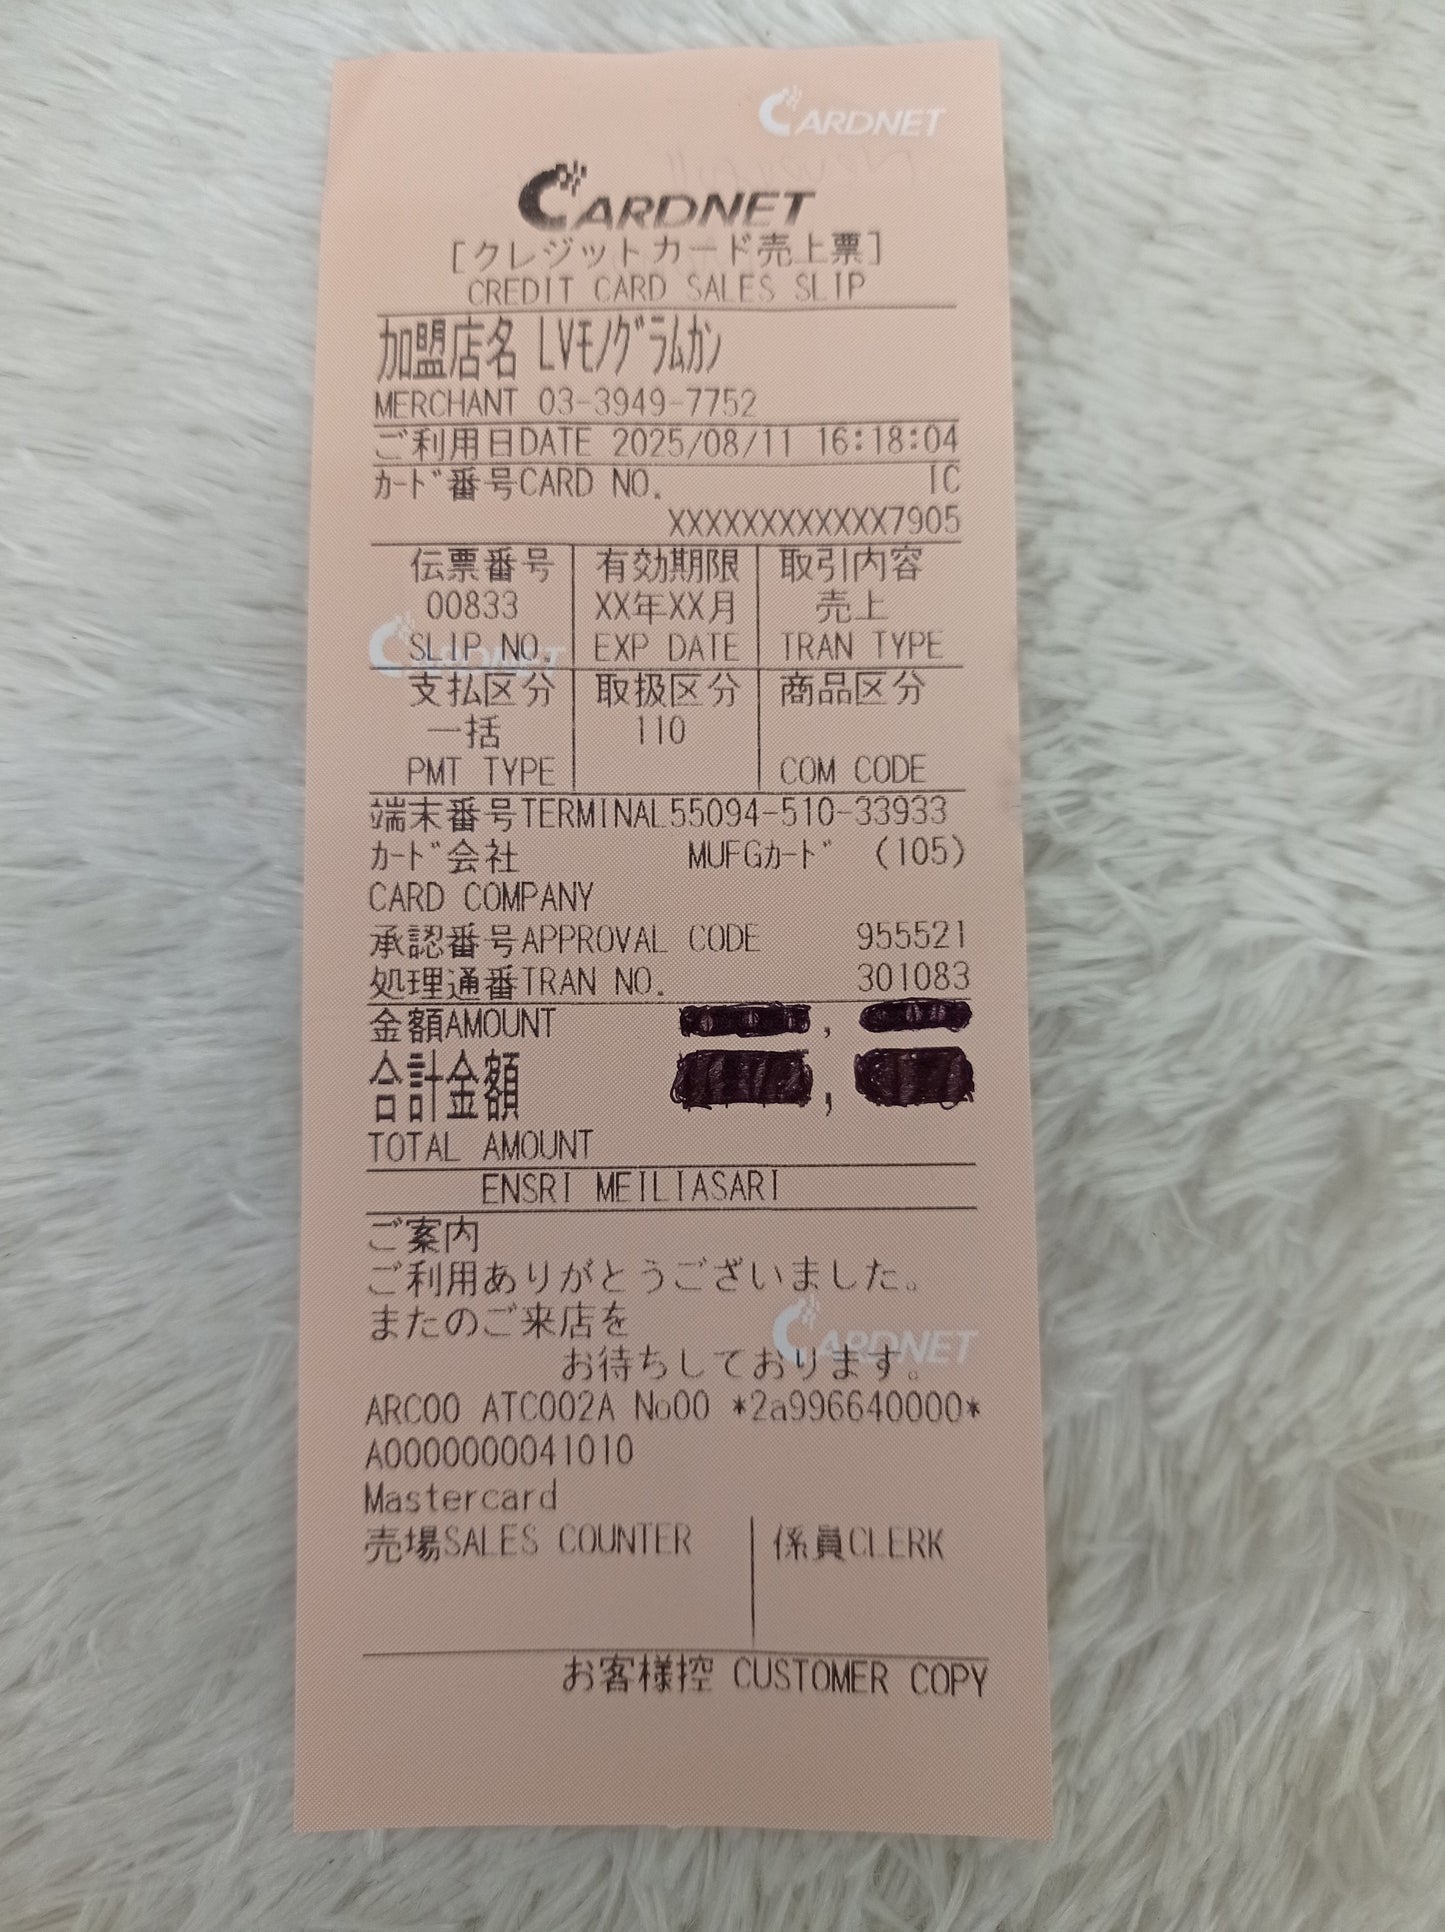 CARDNET
CARDNET
[クレジットカード売上票]
CREDIT CARD SALES SLIP
加盟店名 LVモノグラムカン
MERCHANT 03-3949-7752
ご利用日DATE 2025/08/11 16:18:04
カード番号CARD NO. IC
XXXXXXXXXXXX7905
伝票番号 有効期限 取引内容
00833 XX年XX月 売上
SLIP NO. EXP DATE TRAN TYPE
CARDNET
支払区分 取扱区分 商品区分
一括 110
PMT TYPE COM CODE
端末番号TERMINAL55094-510-33933
カード会社 MUFGカード (105)
CARD COMPANY
承認番号APPROVAL CODE 955521
処理通番TRAN NO. 301083
金額AMOUNT ,
合計金額 ,
TOTAL AMOUNT
ENSRI MEILIASARI
ご案内
ご利用ありがとうございました。
またのご来店を
CARDNET
お待ちしております。
ARC00 ATC002A No00 *2a996640000*
A0000000041010
Mastercard
売場SALES COUNTER 係員CLERK
お客様控 CUSTOMER COPY